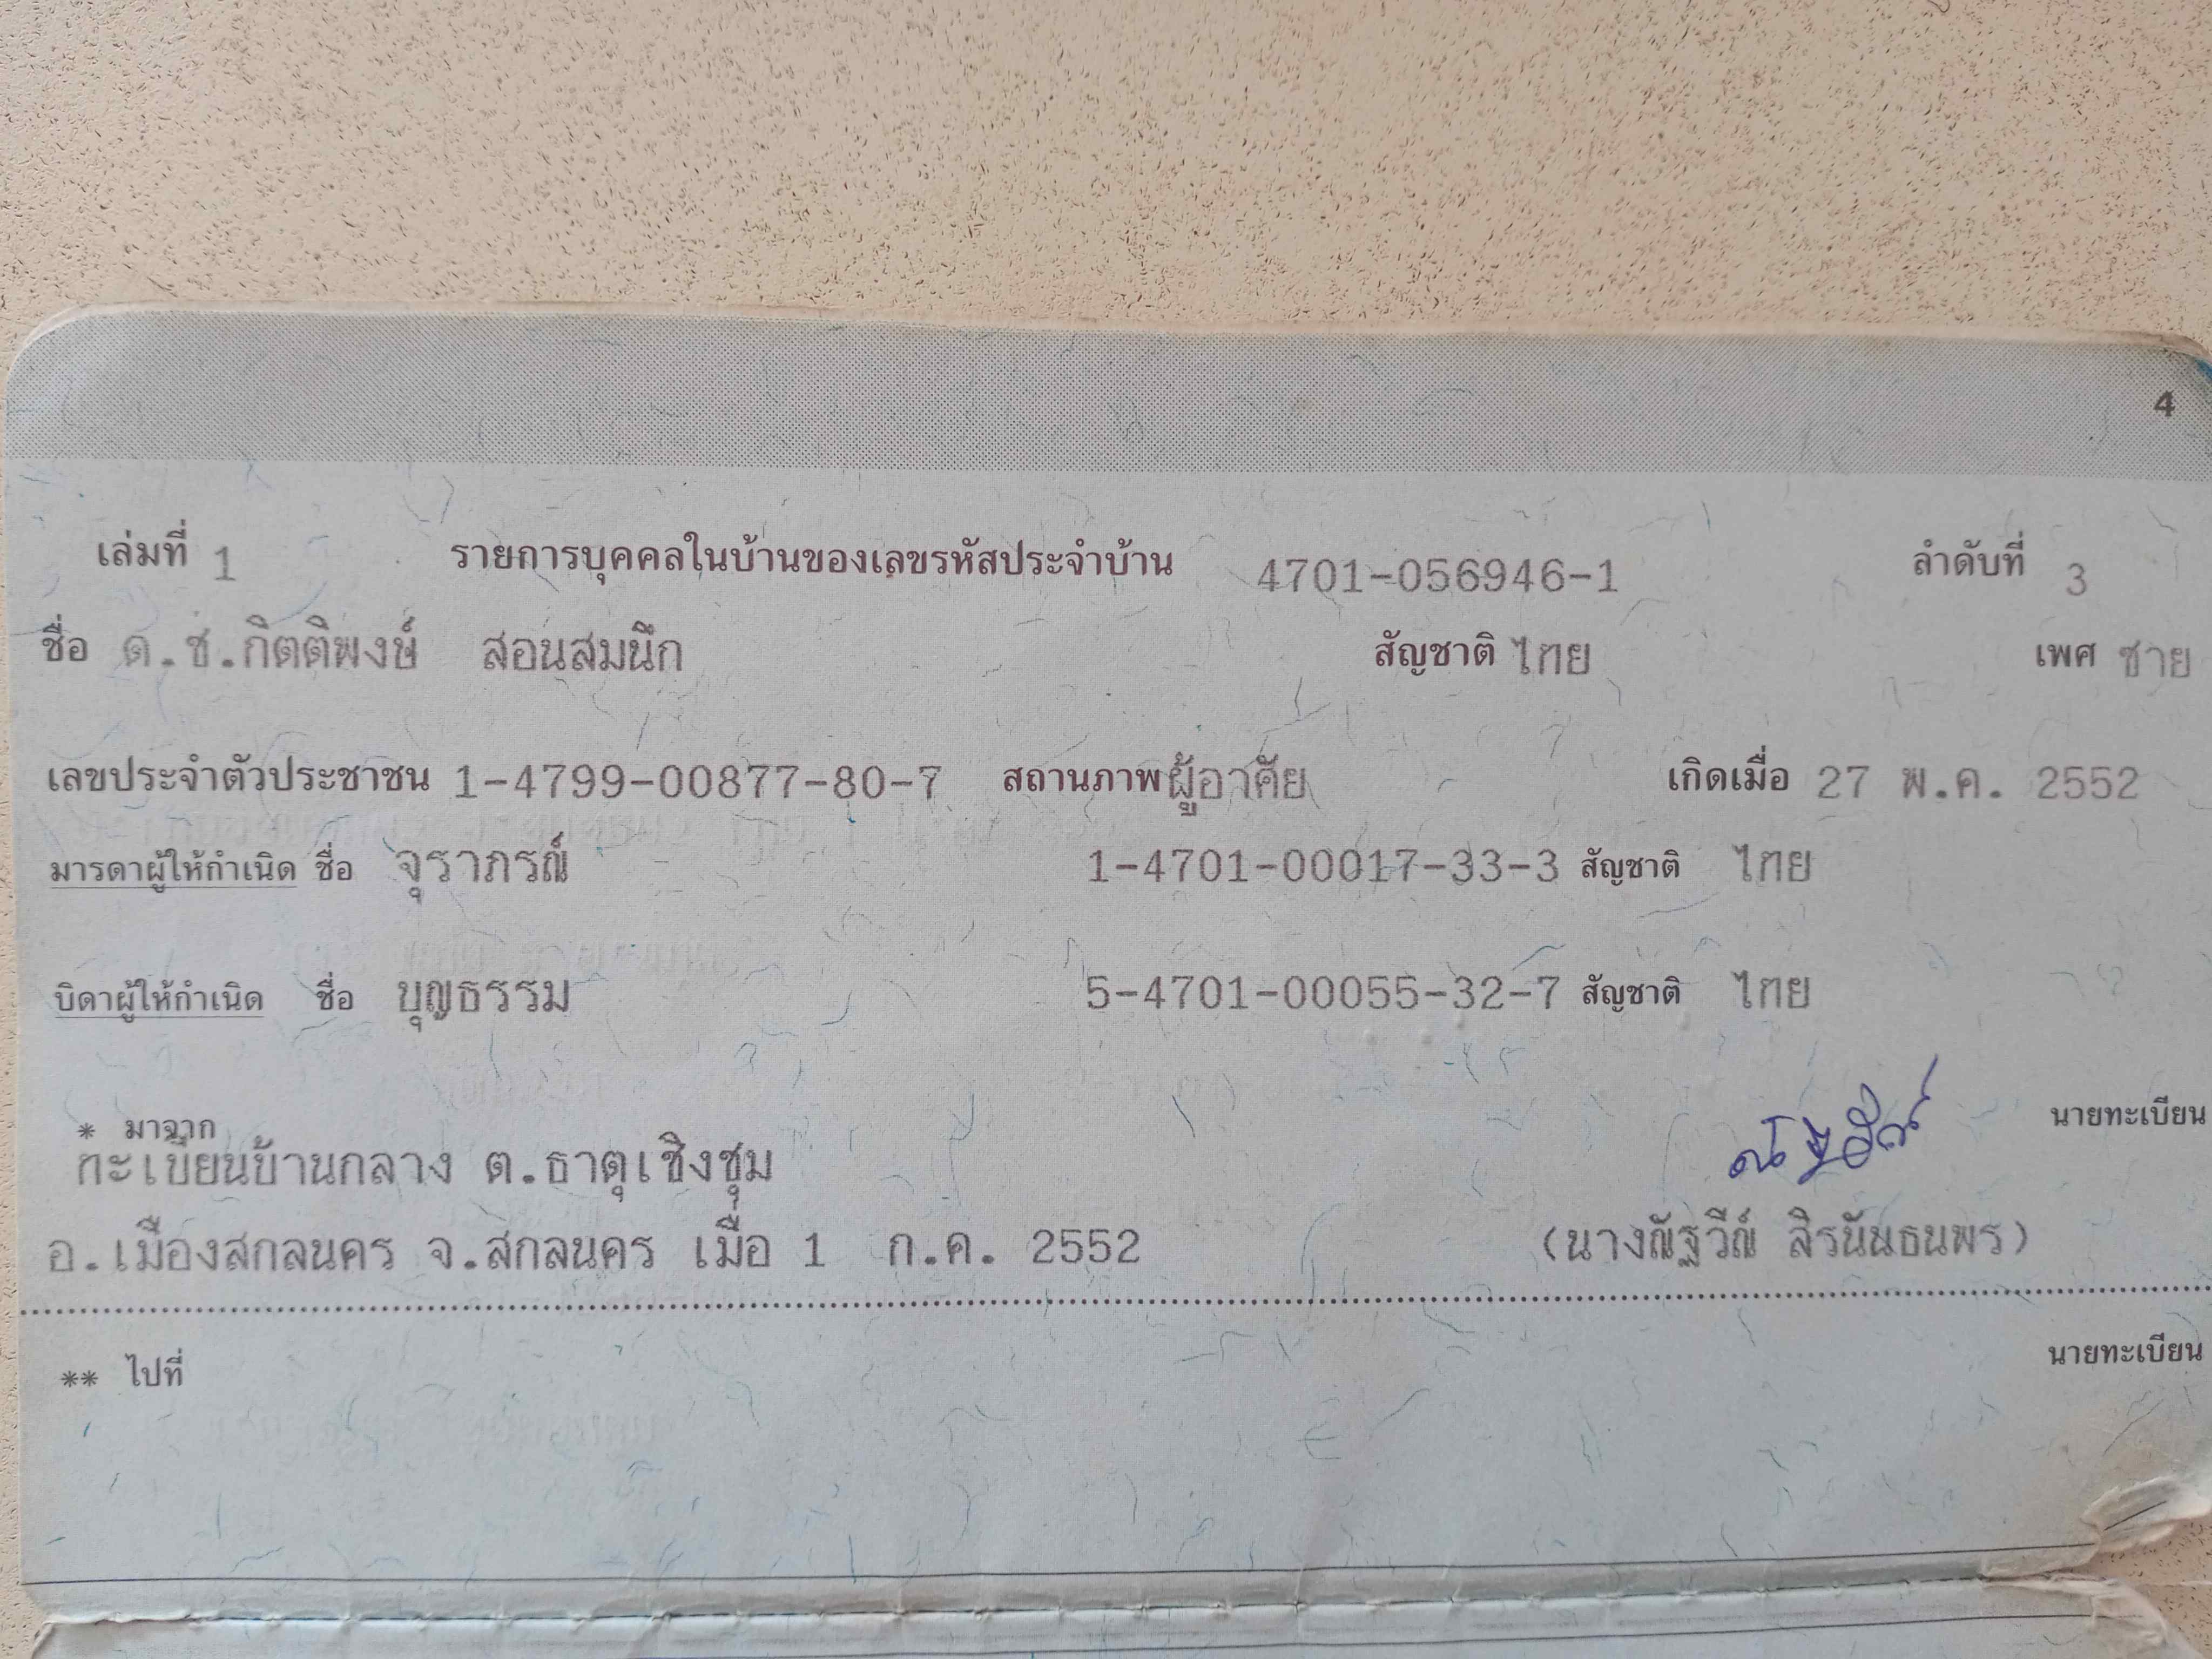 4
เล่มที่ 1 รายการบุคคลในบ้านของเลขรหัสประจำบ้าน 4701-056946-1 ลำดับที่ 3
ชื่อ ด.ช.กิตติพงษ์ สอนสมนึก สัญชาติ ไทย เพศ ชาย
เลขประจำตัวประชาชน 1-4799-00877-80-7 สถานภาพ ผู้อาศัย เกิดเมื่อ 27 พ.ค. 2552
มารดาผู้ให้กำเนิด ชื่อ จุราภรณ์ 1-4701-00017-33-3 สัญชาติ ไทย
บิดาผู้ให้กำเนิด ชื่อ บุญธรรม 5-4701-00055-32-7 สัญชาติ ไทย
* มาจาก นายทะเบียน
ทะเบียนบ้านกลาง ต.ธาตุเชิงชุม
อ.เมืองสกลนคร จ.สกลนคร เมื่อ 1 ก.ค. 2552 (นางณัฐวีณ์ สิรนันธนพร)
** ไปที่ นายทะเบียน